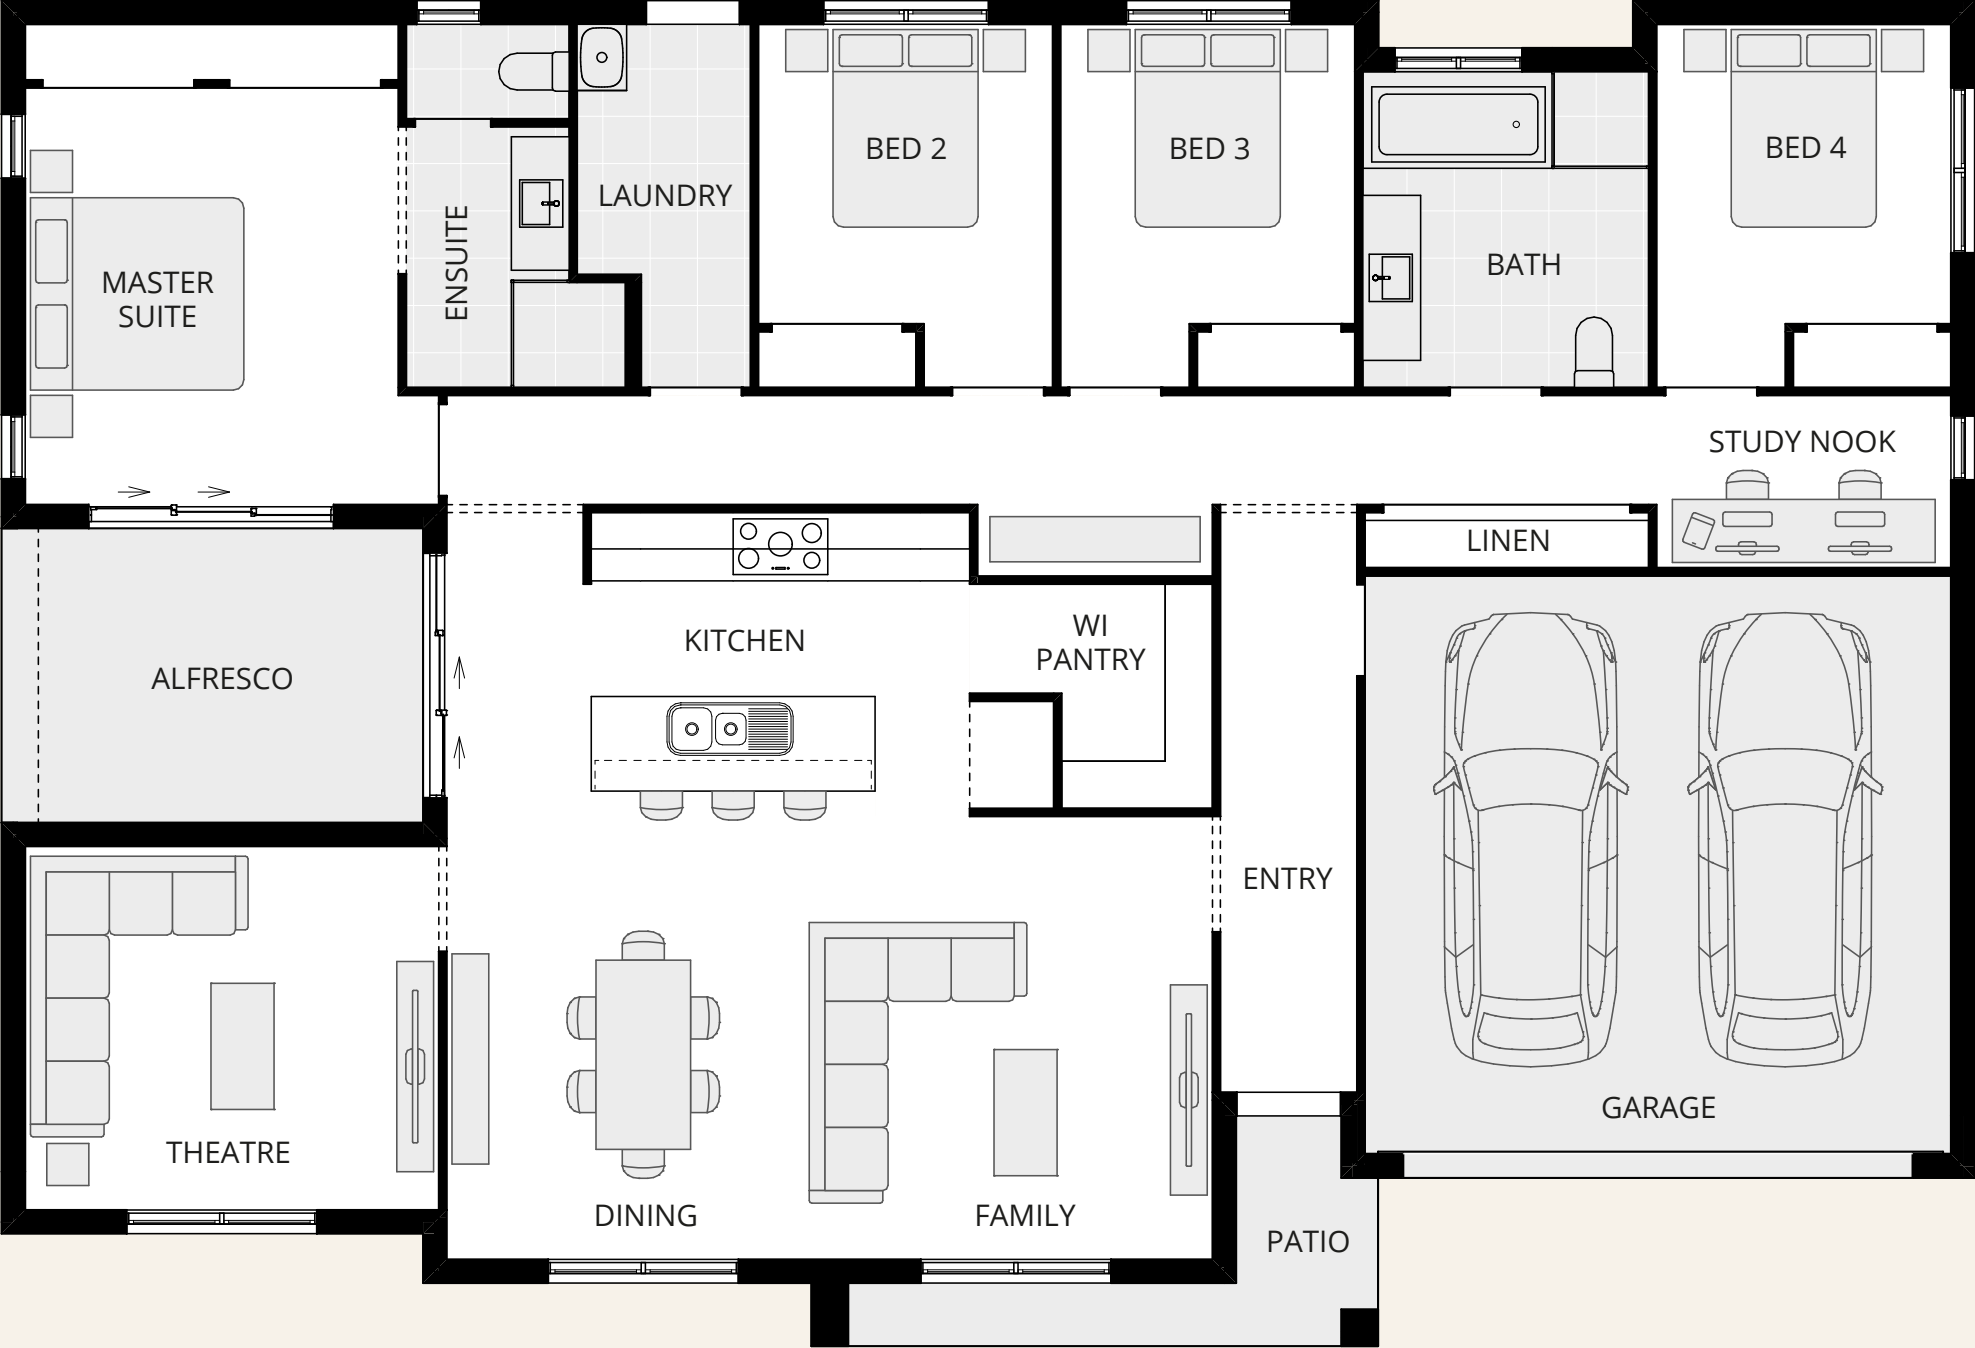 BED 2
BED 3
BED 4
LAUNDRY
ENSUITE
BATH
MASTER
SUITE
STUDY NOOK
LINEN
WI
PANTRY
KITCHEN
ALFRESCO
ENTRY
GARAGE
THEATRE
DINING
FAMILY
PATIO